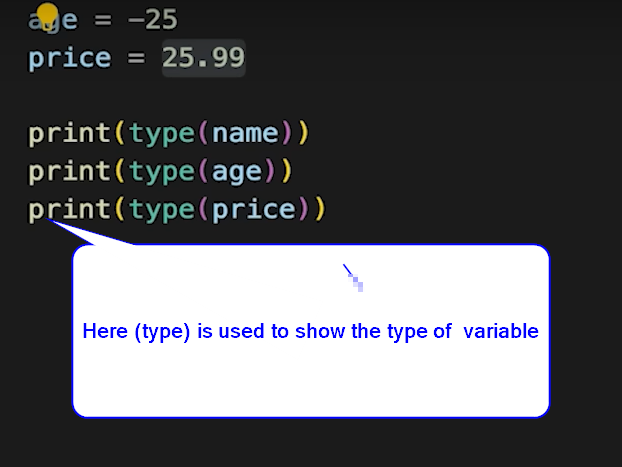 age = -25
price = 25.99
print(type(name))
print(type(age))
print(type(price))
Here (type) is used to show the type of  variable